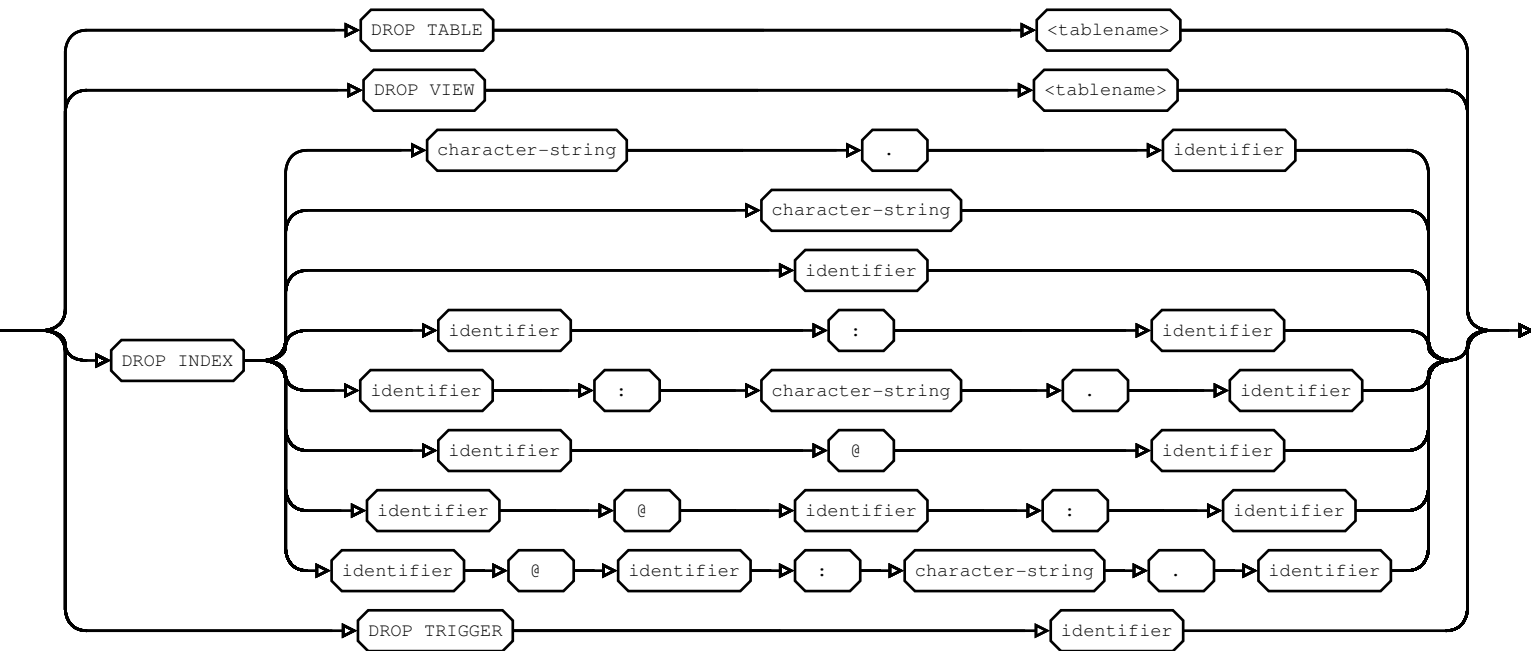 DROP TABLE <tablename>
DROP VIEW <tablename>
character-string . identifier
character-string
identifier
identifier : identifier
DROP INDEX
identifier : character-string . identifier
identifier @ identifier
identifier @ identifier : identifier
identifier @ identifier : character-string . identifier
DROP TRIGGER identifier